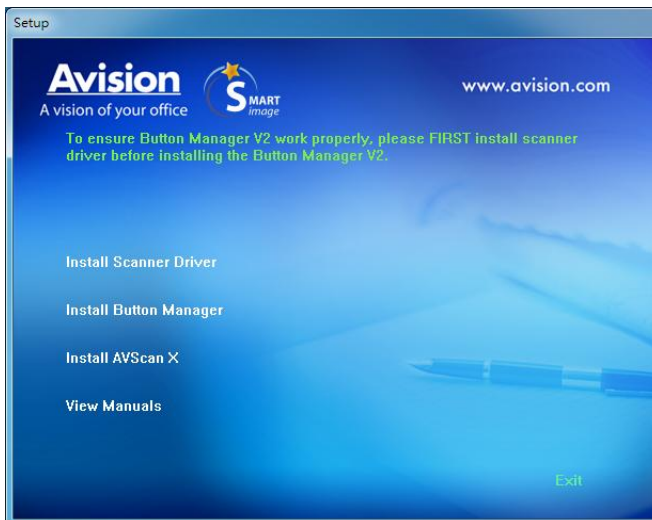 Setup
Avision
A vision of your office
SMART
image
www.avision.com
To ensure Button Manager V2 work properly, please FIRST install scanner
driver before installing the Button Manager V2.
Install Scanner Driver
Install Button Manager
Install AVScan X
View Manuals
Exit